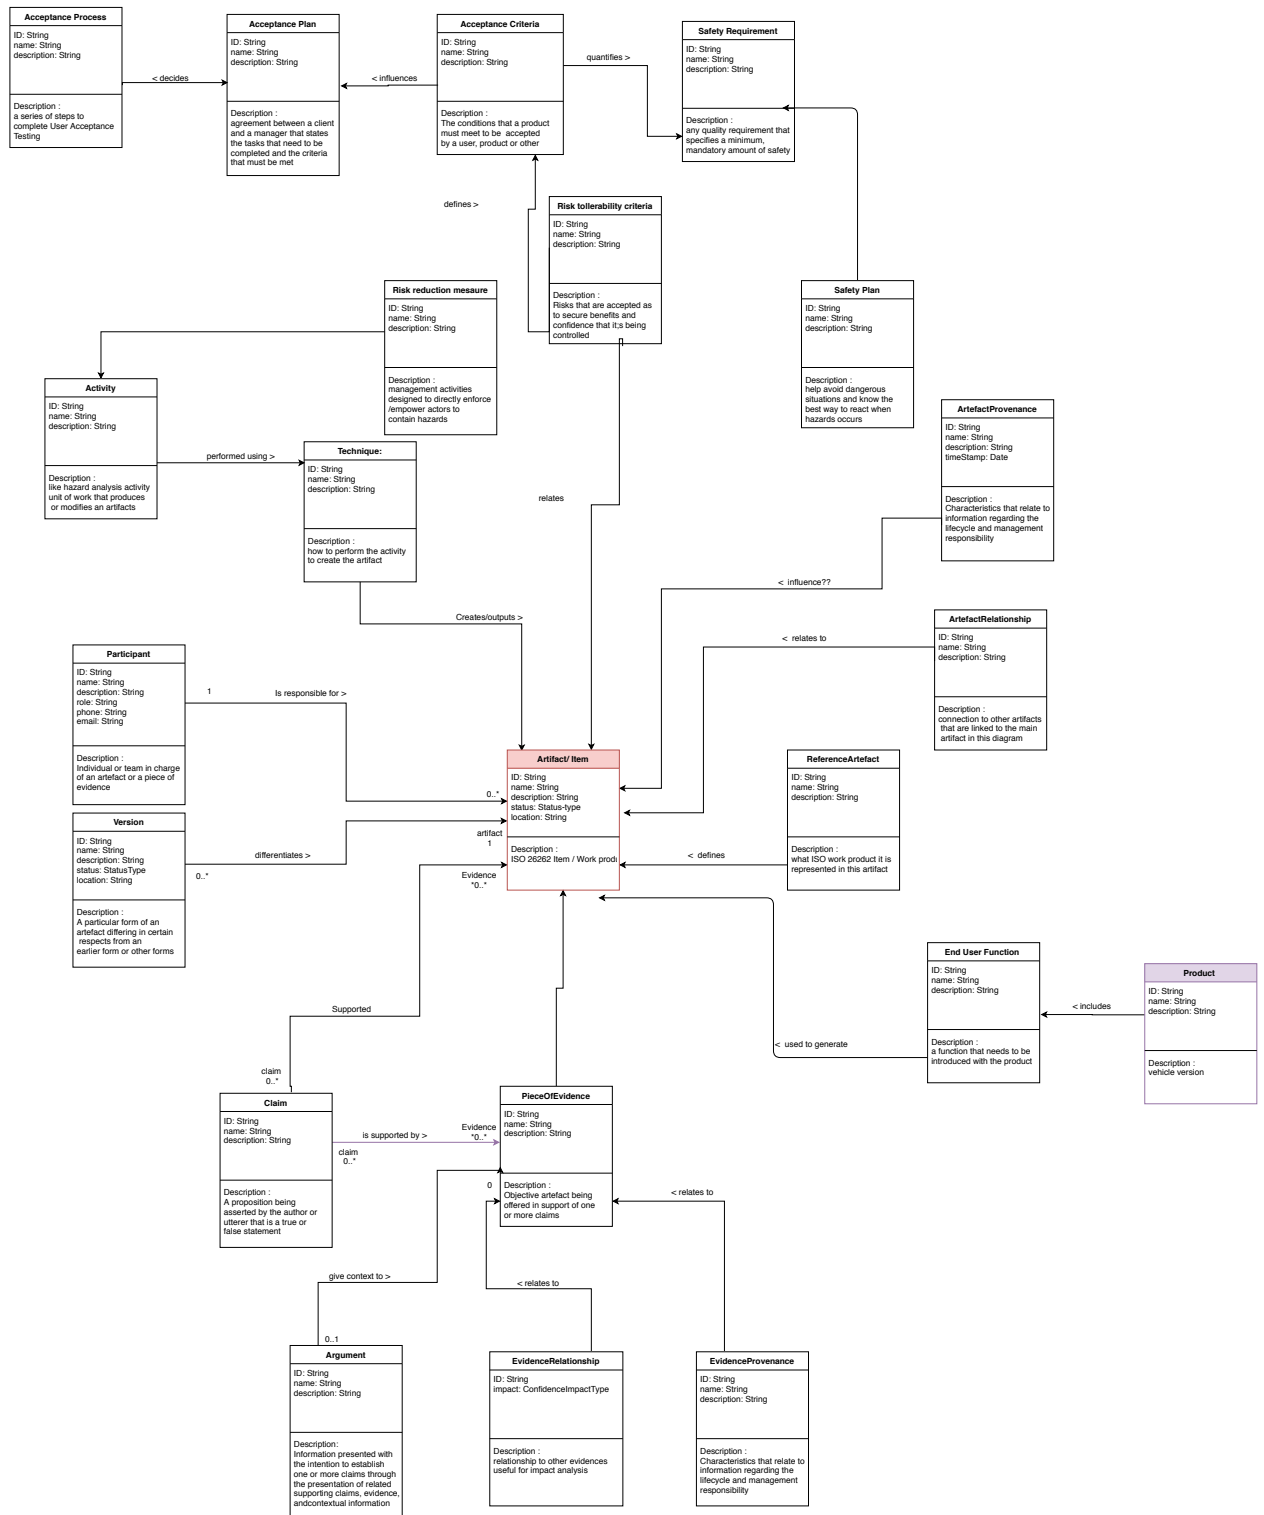 Acceptance Process
ID: String
name: String
description: String
Description :
a series of steps to
complete User Acceptance
Testing
< decides
Acceptance Plan
ID: String
name: String
description: String
Description :
agreement between a client
and a manager that states
the tasks that need to be
completed and the criteria
that must be met
< influences
Acceptance Criteria
ID: String
name: String
description: String
Description :
The conditions that a product
must meet to be  accepted
by a user, product or other
quantifies >
Safety Requirement
ID: String
name: String
description: String
Description :
any quality requirement that
specifies a minimum,
mandatory amount of safety
defines >
Risk tollerability criteria
ID: String
name: String
description: String
Description :
Risks that are accepted as
to secure benefits and
confidence that it;s being
controlled
Risk reduction mesaure
ID: String
name: String
description: String
Description :
management activities
designed to directly enforce
/empower actors to
contain hazards
Safety Plan
ID: String
name: String
description: String
Description :
help avoid dangerous
situations and know the
best way to react when
hazards occurs
Activity
ID: String
name: String
description: String
Description :
like hazard analysis activity
unit of work that produces
or modifies an artifacts
performed using >
Technique:
ID: String
name: String
description: String
Description :
how to perform the activity
to create the artifact
relates
ArtefactProvenance
ID: String
name: String
description: String
timeStamp: Date
Description :
Characteristics that relate to
information regarding the
lifecycle and management
responsibility
<  influence??
Creates/outputs >
ArtefactRelationship
ID: String
name: String
description: String
Description :
connection to other artifacts
that are linked to the main
artifact in this diagram
<  relates to
Participant
ID: String
name: String
description: String
role: String
phone: String
email: String
Description :
Individual or team in charge
of an artefact or a piece of
evidence
1
Is responsible for >
0..*
Artifact/ Item
ID: String
name: String
description: String
status: Status-type
location: String
Description :
ISO 26262 Item / Work produ
ReferenceArtefact
ID: String
name: String
description: String
Description :
what ISO work product it is
represented in this artifact
<  defines
Version
ID: String
name: String
description: String
status: StatusType
location: String
Description :
A particular form of an
artefact differing in certain
respects from an
earlier form or other forms
differentiates >
0..*
artifact
1
Evidence
*0..*
Supported
End User Function
ID: String
name: String
description: String
Description :
a function that needs to be
introduced with the product
<  used to generate
< includes
Product
ID: String
name: String
description: String
Description :
vehicle version
claim
0..*
Claim
ID: String
name: String
description: String
Description :
A proposition being
asserted by the author or
utterer that is a true or
false statement
is supported by >
claim
0..*
Evidence
*0..*
PieceOfEvidence
ID: String
name: String
description: String
Description :
Objective artefact being
offered in support of one
or more claims
0
< relates to
give context to >
< relates to
0..1
Argument
ID: String
name: String
description: String
Description:
Information presented with
the intention to establish
one or more claims through
the presentation of related
supporting claims, evidence,
andcontextual information
EvidenceRelationship
ID: String
impact: ConfidenceImpactType
Description :
relationship to other evidences
useful for impact analysis
EvidenceProvenance
ID: String
name: String
description: String
Description :
Characteristics that relate to
information regarding the
lifecycle and management
responsibility